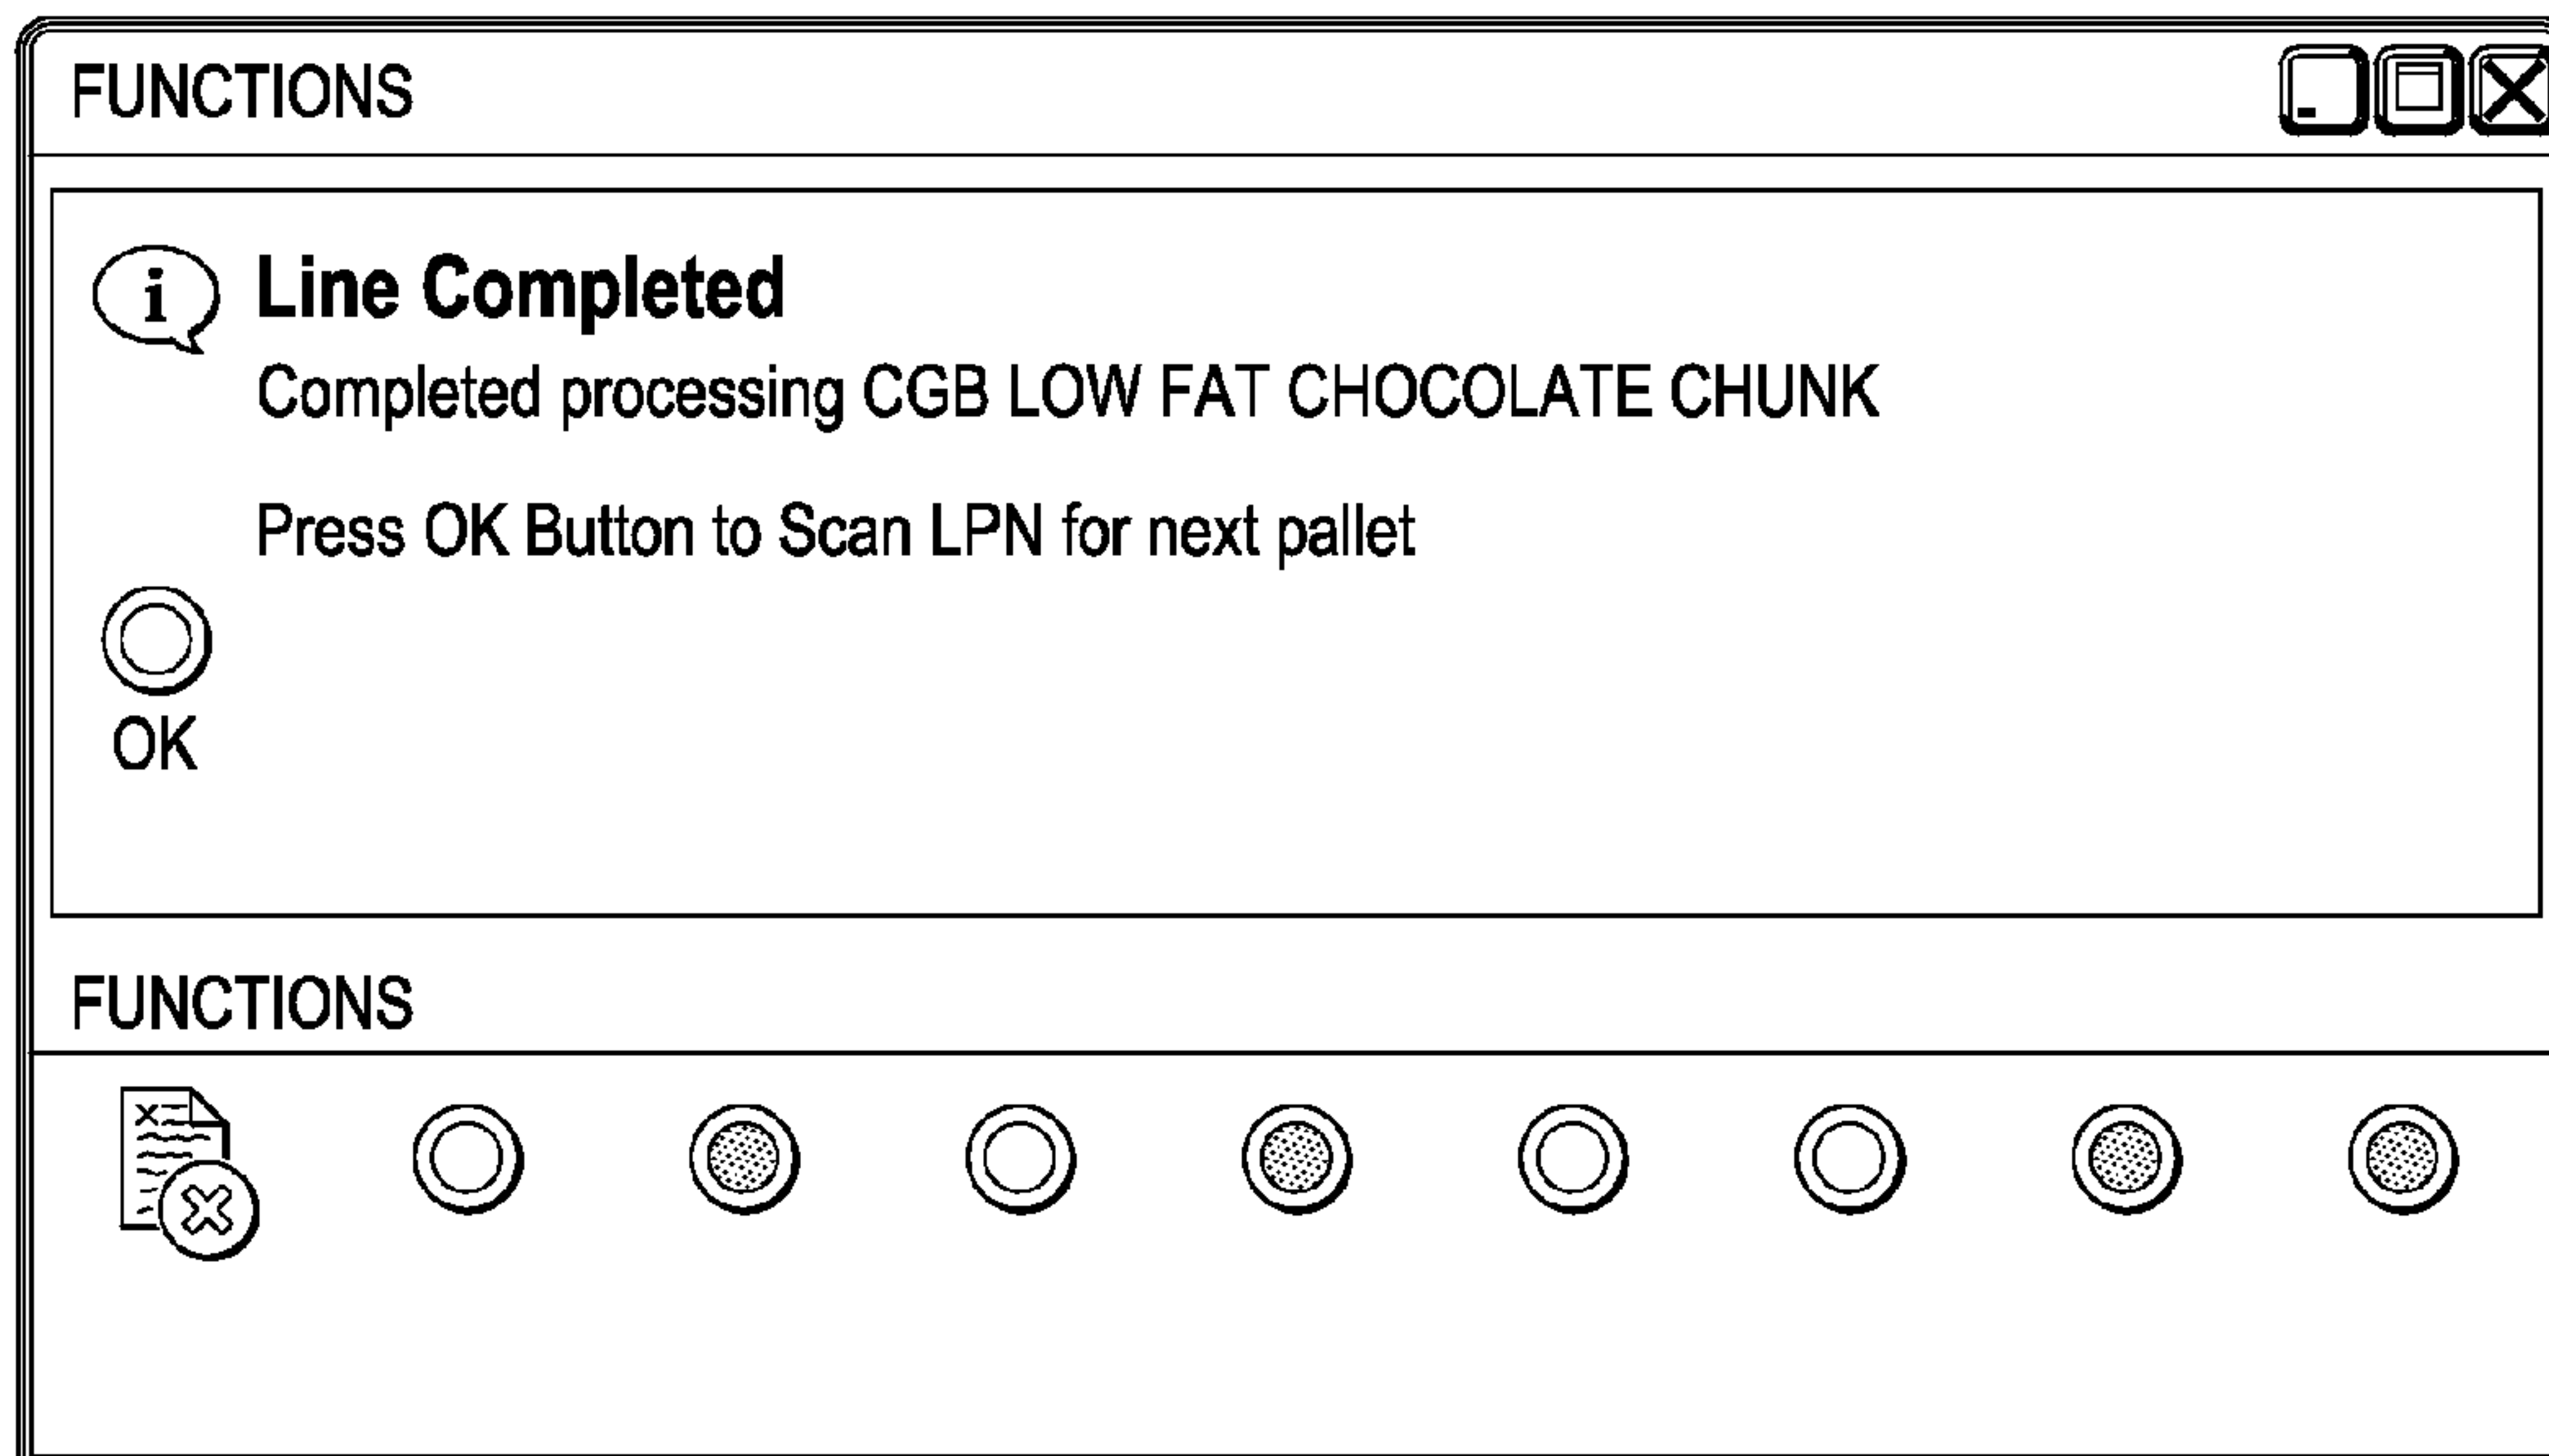 FUNCTIONS
i Line Completed
Completed processing CGB LOW FAT CHOCOLATE CHUNK
Press OK Button to Scan LPN for next pallet
OK
FUNCTIONS